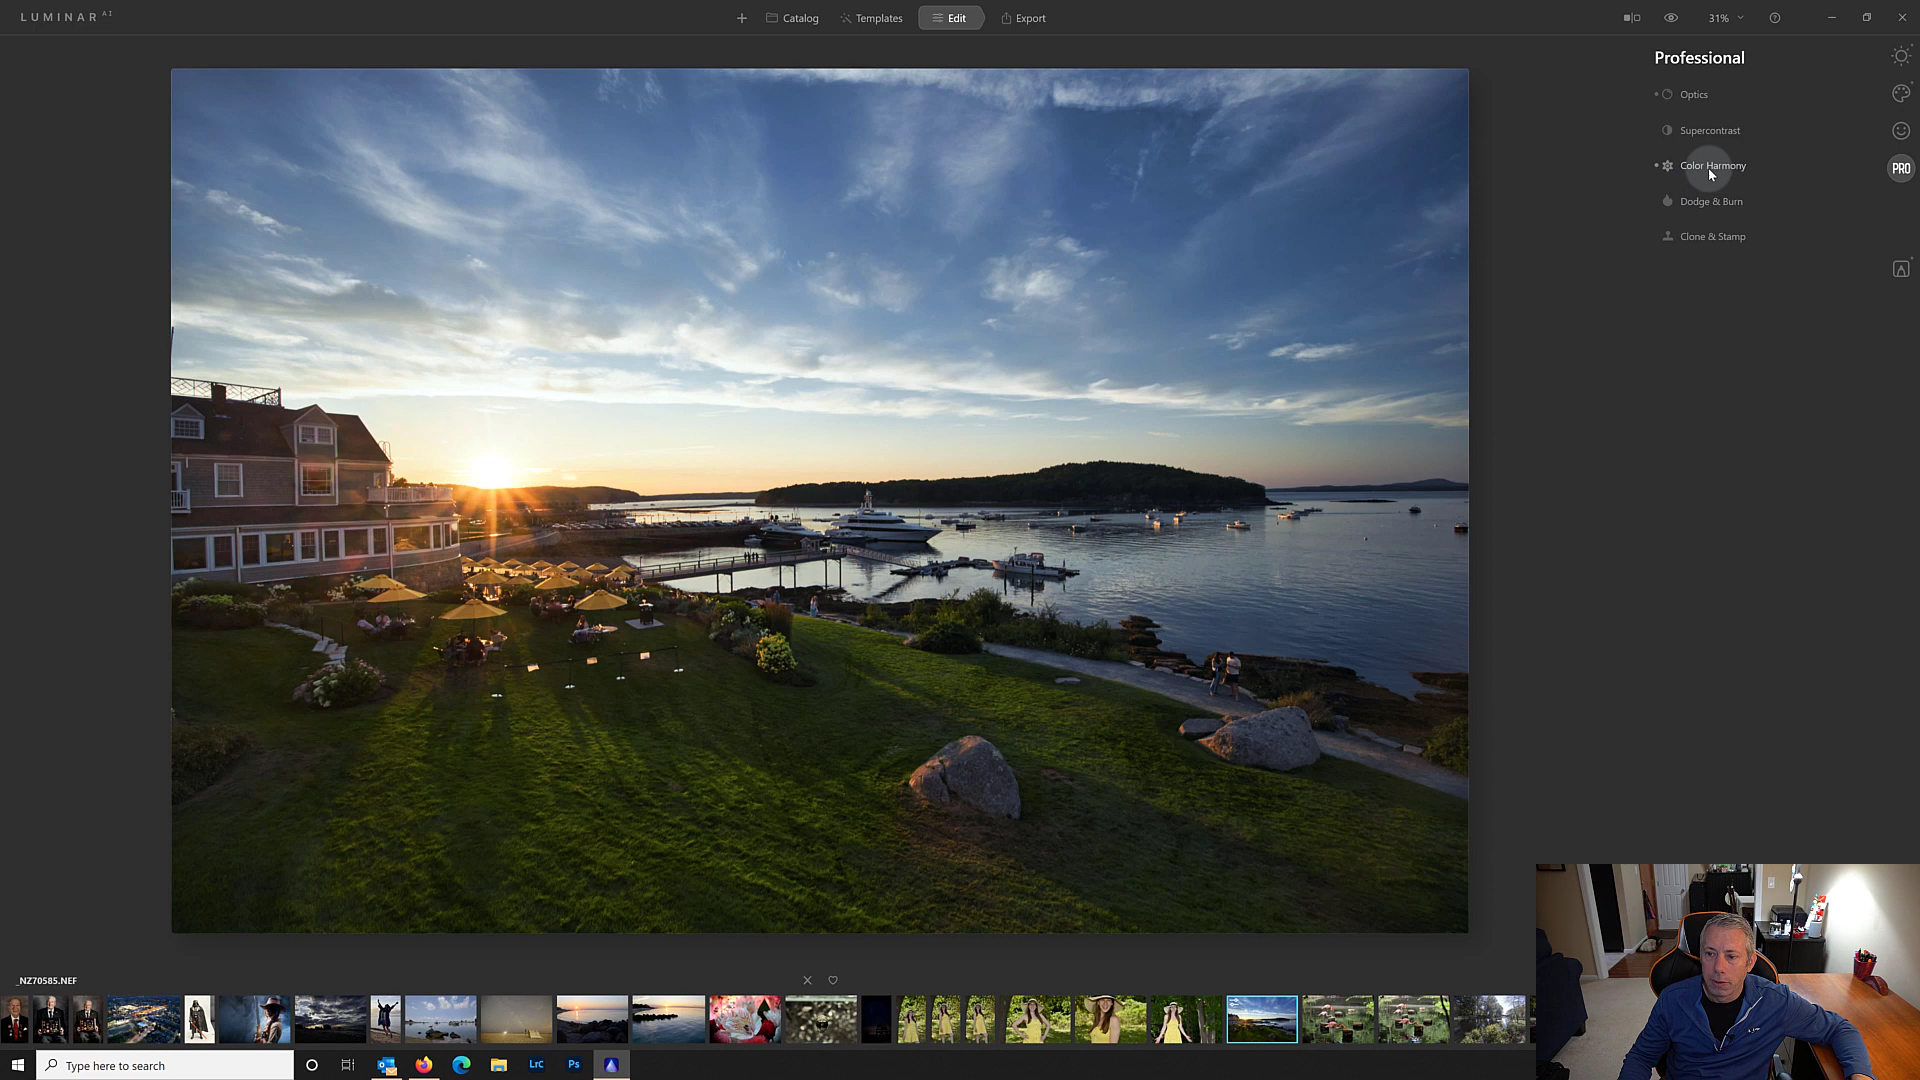 LUMINAR AI
Catalog
Templates
Edit
Export
31%
Professional
Optics
Supercontrast
Color Harmony
PRO
Dodge & Burn
Clone & Stamp
_NZ70585.NEF
Type here to search
LrC
Ps